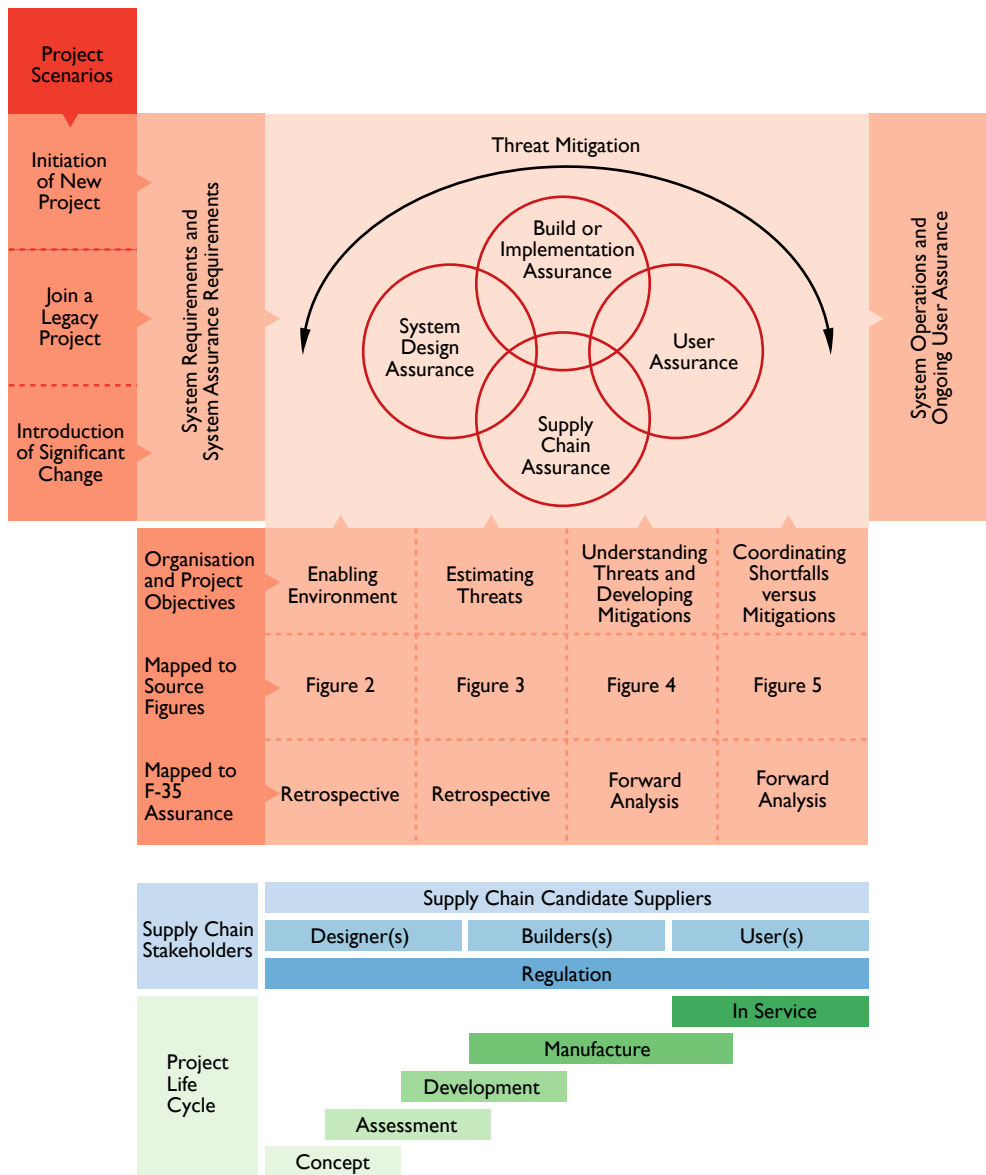 Project
Scenarios
Initiation
of New
Project
Join a
Legacy
Project
Introduction
of Significant
Change
System Requirements and
System Assurance Requirements
Threat Mitigation
Build or
Implementation
Assurance
System
Design
Assurance
User
Assurance
Supply
Chain
Assurance
System Operations and
Ongoing User Assurance
Organisation
and Project
Objectives
Enabling
Environment
Estimating
Threats
Understanding
Threats and
Developing
Mitigations
Coordinating
Shortfalls
versus
Mitigations
Mapped to
Source
Figures
Figure 2
Figure 3
Figure 4
Figure 5
Mapped to
F-35
Assurance
Retrospective
Retrospective
Forward
Analysis
Forward
Analysis
Supply Chain
Stakeholders
Supply Chain Candidate Suppliers
Designer(s)
Builders(s)
User(s)
Regulation
Project
Life
Cycle
In Service
Manufacture
Development
Assessment
Concept